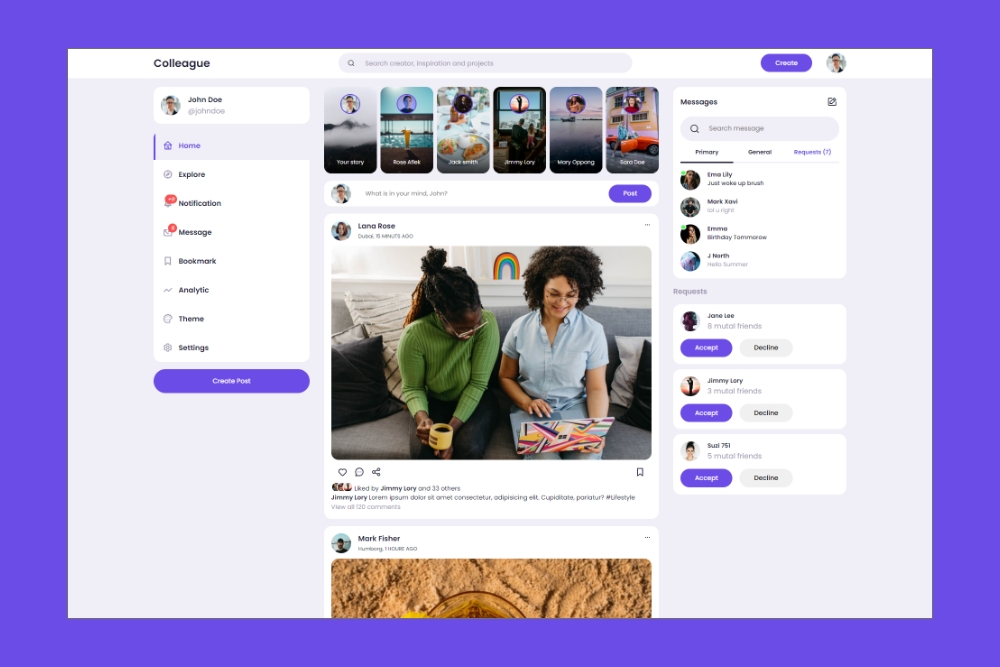 Colleague
Search creator, inspiration and projects
Create
John Doe
@johndoe
Home
Explore
Notification
Message
Bookmark
Analytic
Theme
Settings
Create Post
Your story
Rose Aftek
Jack smith
Jimmy Lory
Mary Oppong
Sara Doe
What is in your mind, John?
Post
Lana Rose
Dubai, 15 MINUTS AGO
Liked by Jimmy Lory and 33 others
Jimmy Lory Lorem ipsum dolor sit amet consectetur, adipisicing elit. Cupiditate, pariatur? #Lifestyle
View all 120 comments
Mark Fisher
Humborg, 1 HOURE AGO
Messages
Search message
Primary General Requests (7)
Ema Lily
Just woke up brush
Mark Xavi
lol u right
Emma
Birthday Tommorow
J North
Hello Summer
Requests
Jane Lee
8 mutal friends
Accept Decline
Jimmy Lory
3 mutal friends
Accept Decline
Suzi 751
5 mutal friends
Accept Decline